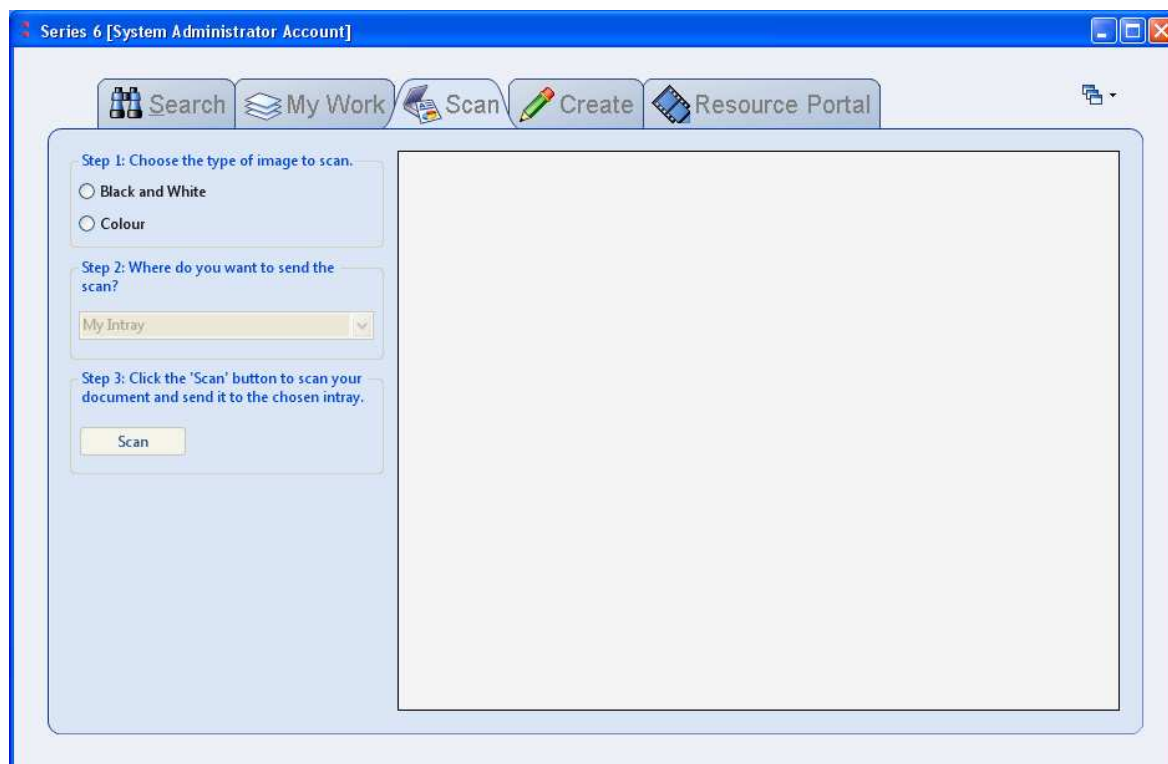 Series 6 [System Administrator Account]
Search My Work Scan Create Resource Portal
Step 1: Choose the type of image to scan.
Black and White
Colour
Step 2: Where do you want to send the
scan?
My Intray
Step 3: Click the 'Scan' button to scan your
document and send it to the chosen intray.
Scan